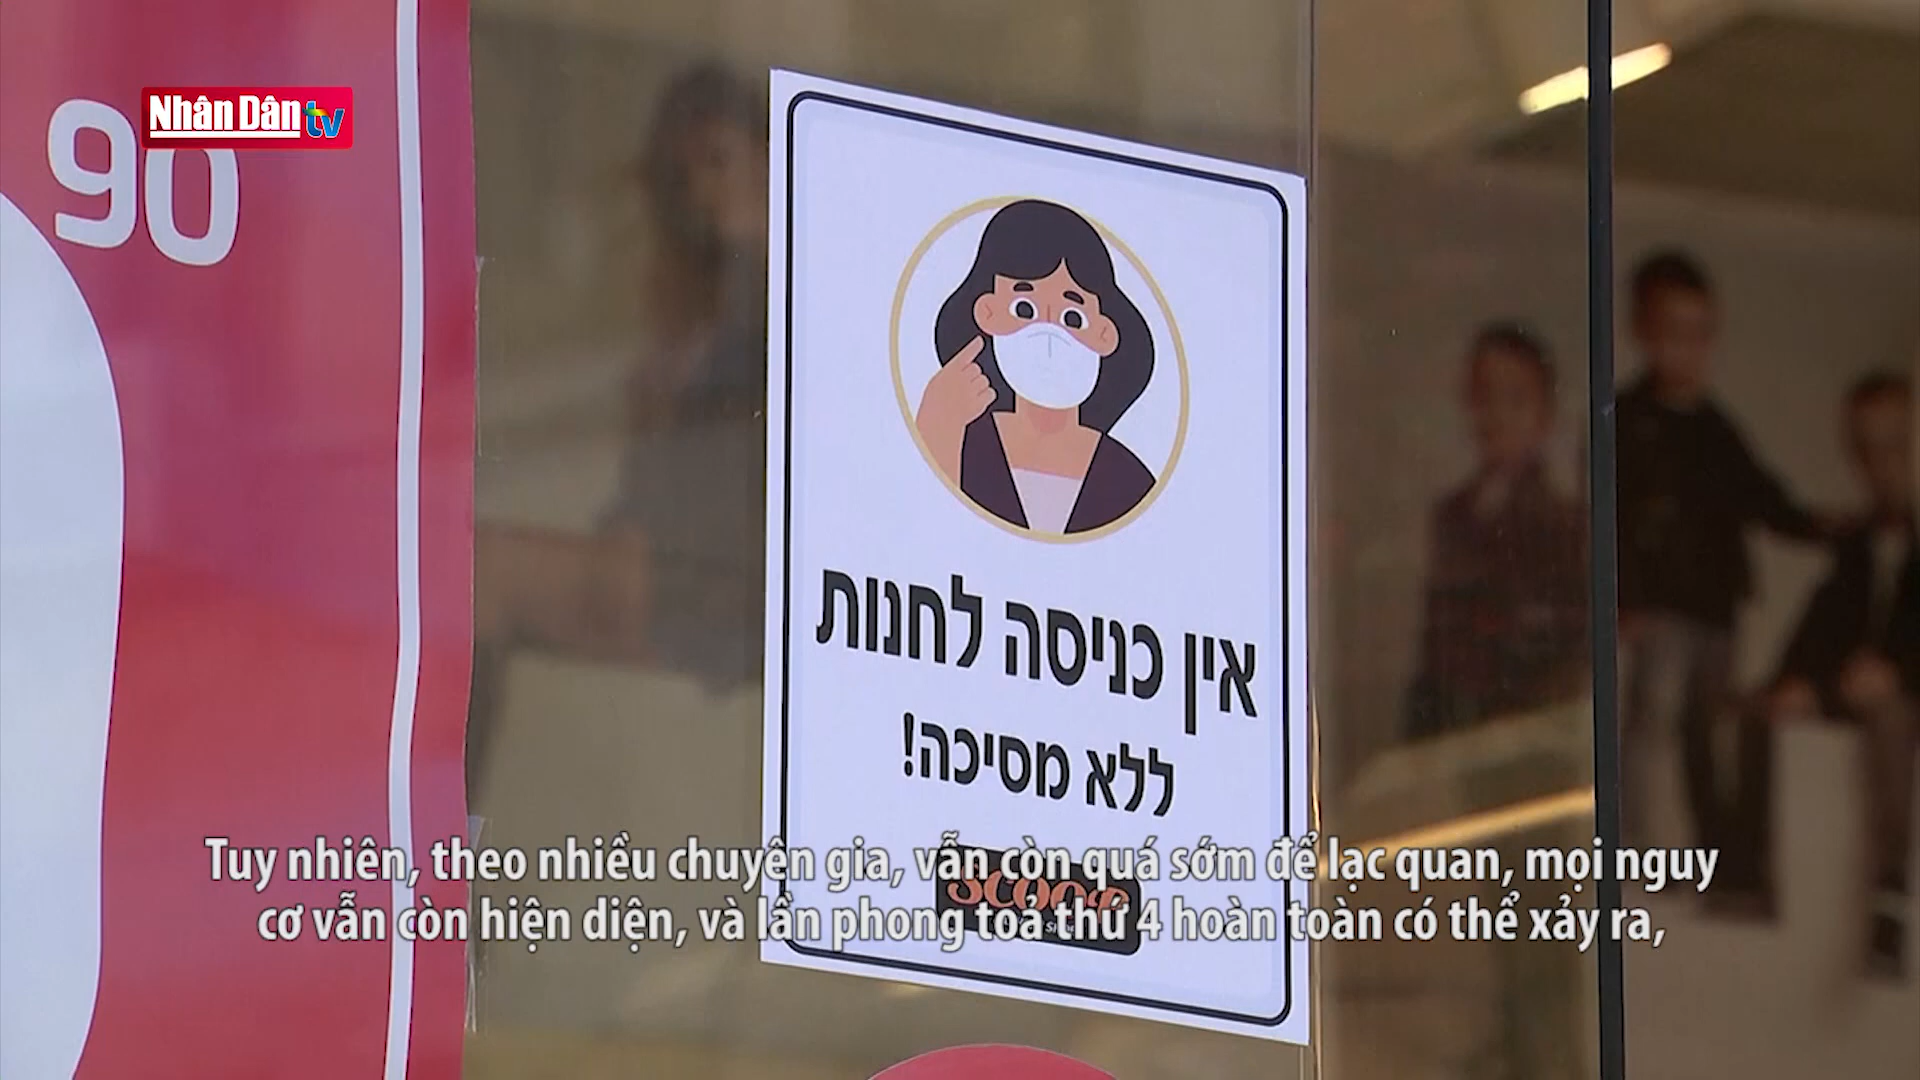 90
Nhân Dân tv
אין כניסה לחנות
ללא מסיכה!
Tuy nhiên, theo nhiều chuyên gia, vẫn còn quá sớm để lạc quan, mọi nguy
cơ vẫn còn hiện diện, và lần phong toả thứ 4 hoàn toàn có thể xảy ra,